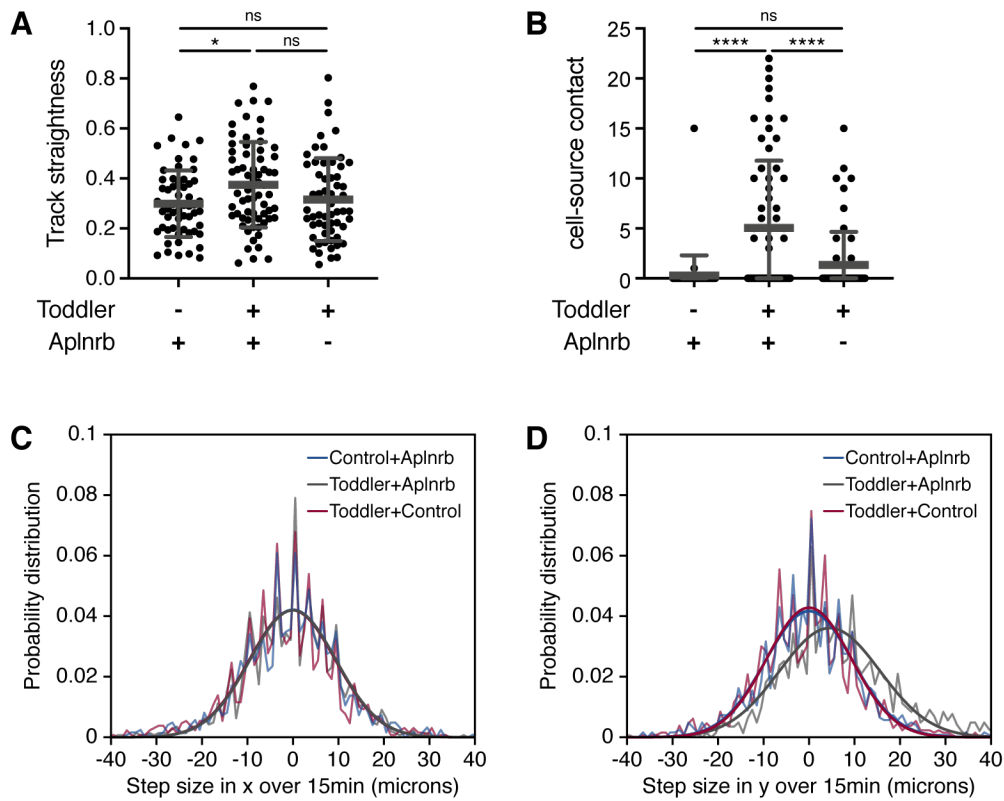 A
ns
*
ns
1.0
0.8
0.6
0.4
0.2
0.0
Track straightness
Toddler - + +
Aplnrb + + -
B
ns
**** ****
25
20
15
10
5
0
cell-source contact
Toddler - + +
Aplnrb + + -
C
0.1
0.08
0.06
0.04
0.02
0
Probability distribution
Control+Aplnrb
Toddler+Aplnrb
Toddler+Control
-40 -30 -20 -10 0 10 20 30 40
Step size in x over 15min (microns)
D
0.1
0.08
0.06
0.04
0.02
0
Probability distribution
Control+Aplnrb
Toddler+Aplnrb
Toddler+Control
-40 -30 -20 -10 0 10 20 30 40
Step size in y over 15min (microns)